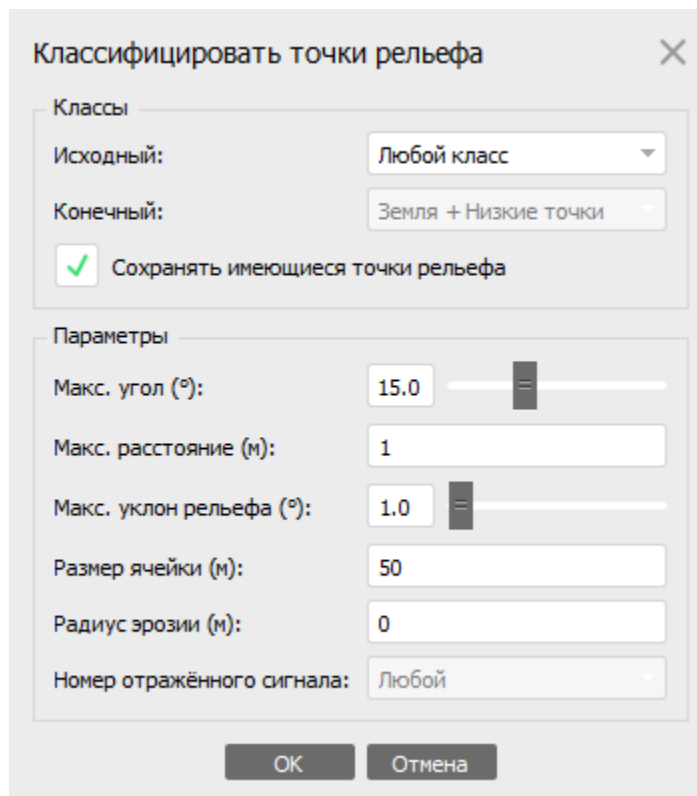 Классифицировать точки рельефа
Классы
Исходный: Любой класс
Конечный: Земля + Низкие точки
Сохранять имеющиеся точки рельефа
Параметры
Макс. угол (°): 15.0
Макс. расстояние (м): 1
Макс. уклон рельефа (°): 1.0
Размер ячейки (м): 50
Радиус эрозии (м): 0
Номер отражённого сигнала: Любой
ОК Отмена